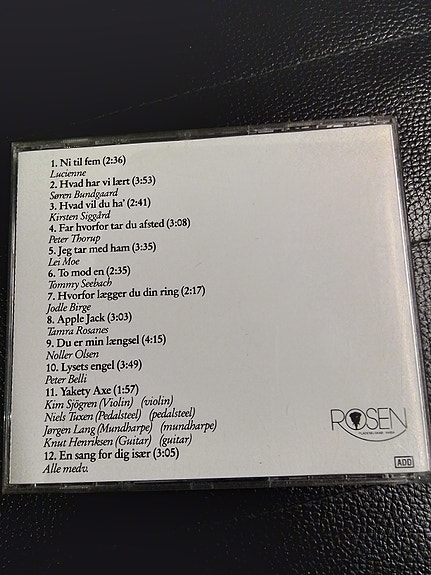 1. Ni til fem (2:36)
Lucienne
2. Hvad har vi lært (3:53)
Søren Bundgaard
3. Hvad vil du ha' (2:41)
Kirsten Siggård
4. Far hvorfor tar du afsted (3:08)
Peter Thorup
5. Jeg tar med ham (3:35)
Lei Moe
6. To mod en (2:35)
Tommy Seebach
7. Hvorfor lægger du din ring (2:17)
Jodle Birge
8. Apple Jack (3:03)
Tamra Rosanes
9. Du er min længsel (4:15)
Noller Olsen
10. Lysets engel (3:49)
Peter Belli
11. Yakety Axe (1:57)
Kim Sjögren (Violin) (violin)
Niels Tuxen (Pedalsteel) (pedalsteel)
Jørgen Lang (Mundharpe) (mundharpe)
Knut Henriksen (Guitar) (guitar)
12. En sang for dig især (3:05)
Alle medv.
ROSEN
ADD